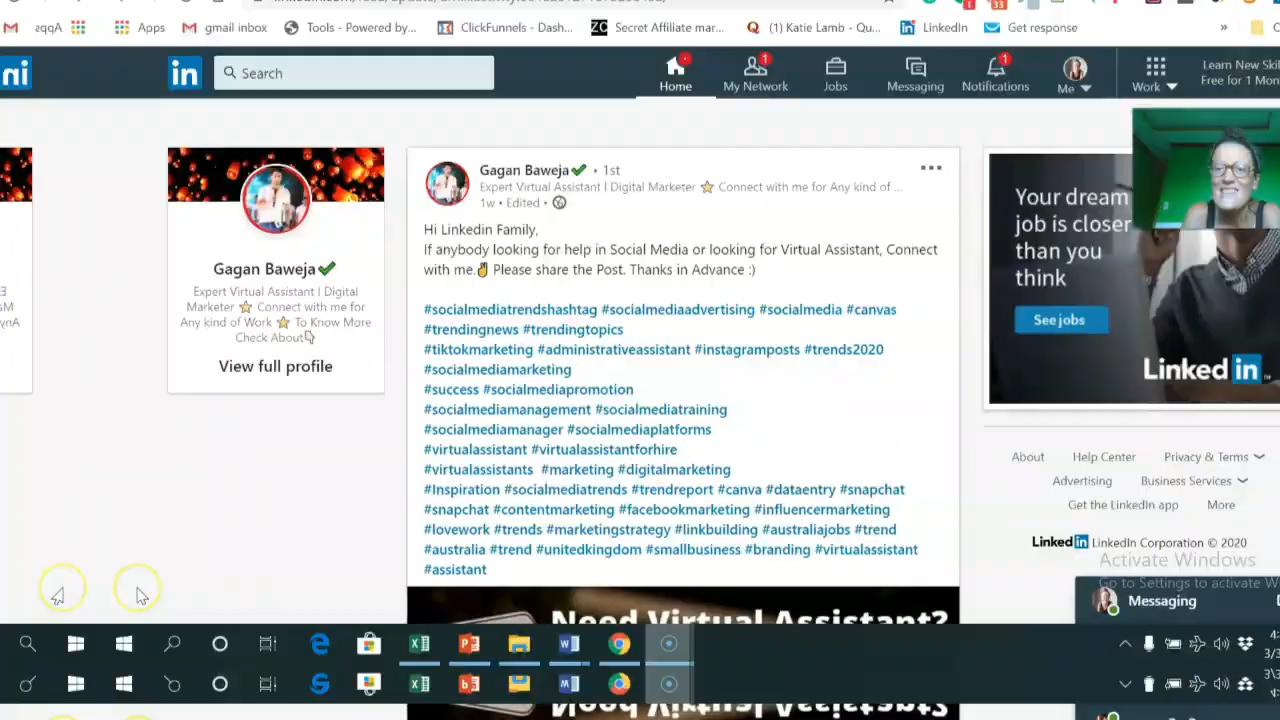 Apps
gmail inbox
Tools - Powered by...
ClickFunnels - Dash...
Secret Affiliate mar...
(1) Katie Lamb - Qu...
LinkedIn
Get response
»
in
Search
Home
My Network
1
Jobs
Messaging
Notifications
1
Me
Work
Learn New Skil
Free for 1 Mon
Gagan Baweja
Expert Virtual Assistant I Digital
Marketer ⭐ Connect with me for
Any kind of Work ⭐ To Know More
Check About👇
View full profile
Gagan Baweja • 1st
Expert Virtual Assistant I Digital Marketer ⭐ Connect with me for Any kind of ...
1w • Edited •
Hi Linkedin Family,
If anybody looking for help in Social Media or looking for Virtual Assistant, Connect
with me.✌ Please share the Post. Thanks in Advance :)
#socialmediatrendshashtag #socialmediaadvertising #socialmedia #canvas
#trendingnews #trendingtopics
#tiktokmarketing #administrativeassistant #instagramposts #trends2020
#socialmediamarketing
#success #socialmediapromotion
#socialmediamanagement #socialmediatraining
#socialmediamanager #socialmediaplatforms
#virtualassistant #virtualassistantforhire
#virtualassistants #marketing #digitalmarketing
#Inspiration #socialmediatrends #trendreport #canva #dataentry #snapchat
#snapchat #contentmarketing #facebookmarketing #influencermarketing
#lovework #trends #marketingstrategy #linkbuilding #australiajobs #trend
#australia #trend #unitedkingdom #smallbusiness #branding #virtualassistant
#assistant
Need Virtual Assistant?
Your dream
job is closer
than you
think
See jobs
Linked in
About Help Center Privacy & Terms
Advertising Business Services
Get the LinkedIn app More
Linked in LinkedIn Corporation © 2020
Activate Windows
Go to Settings to activate W
Messaging